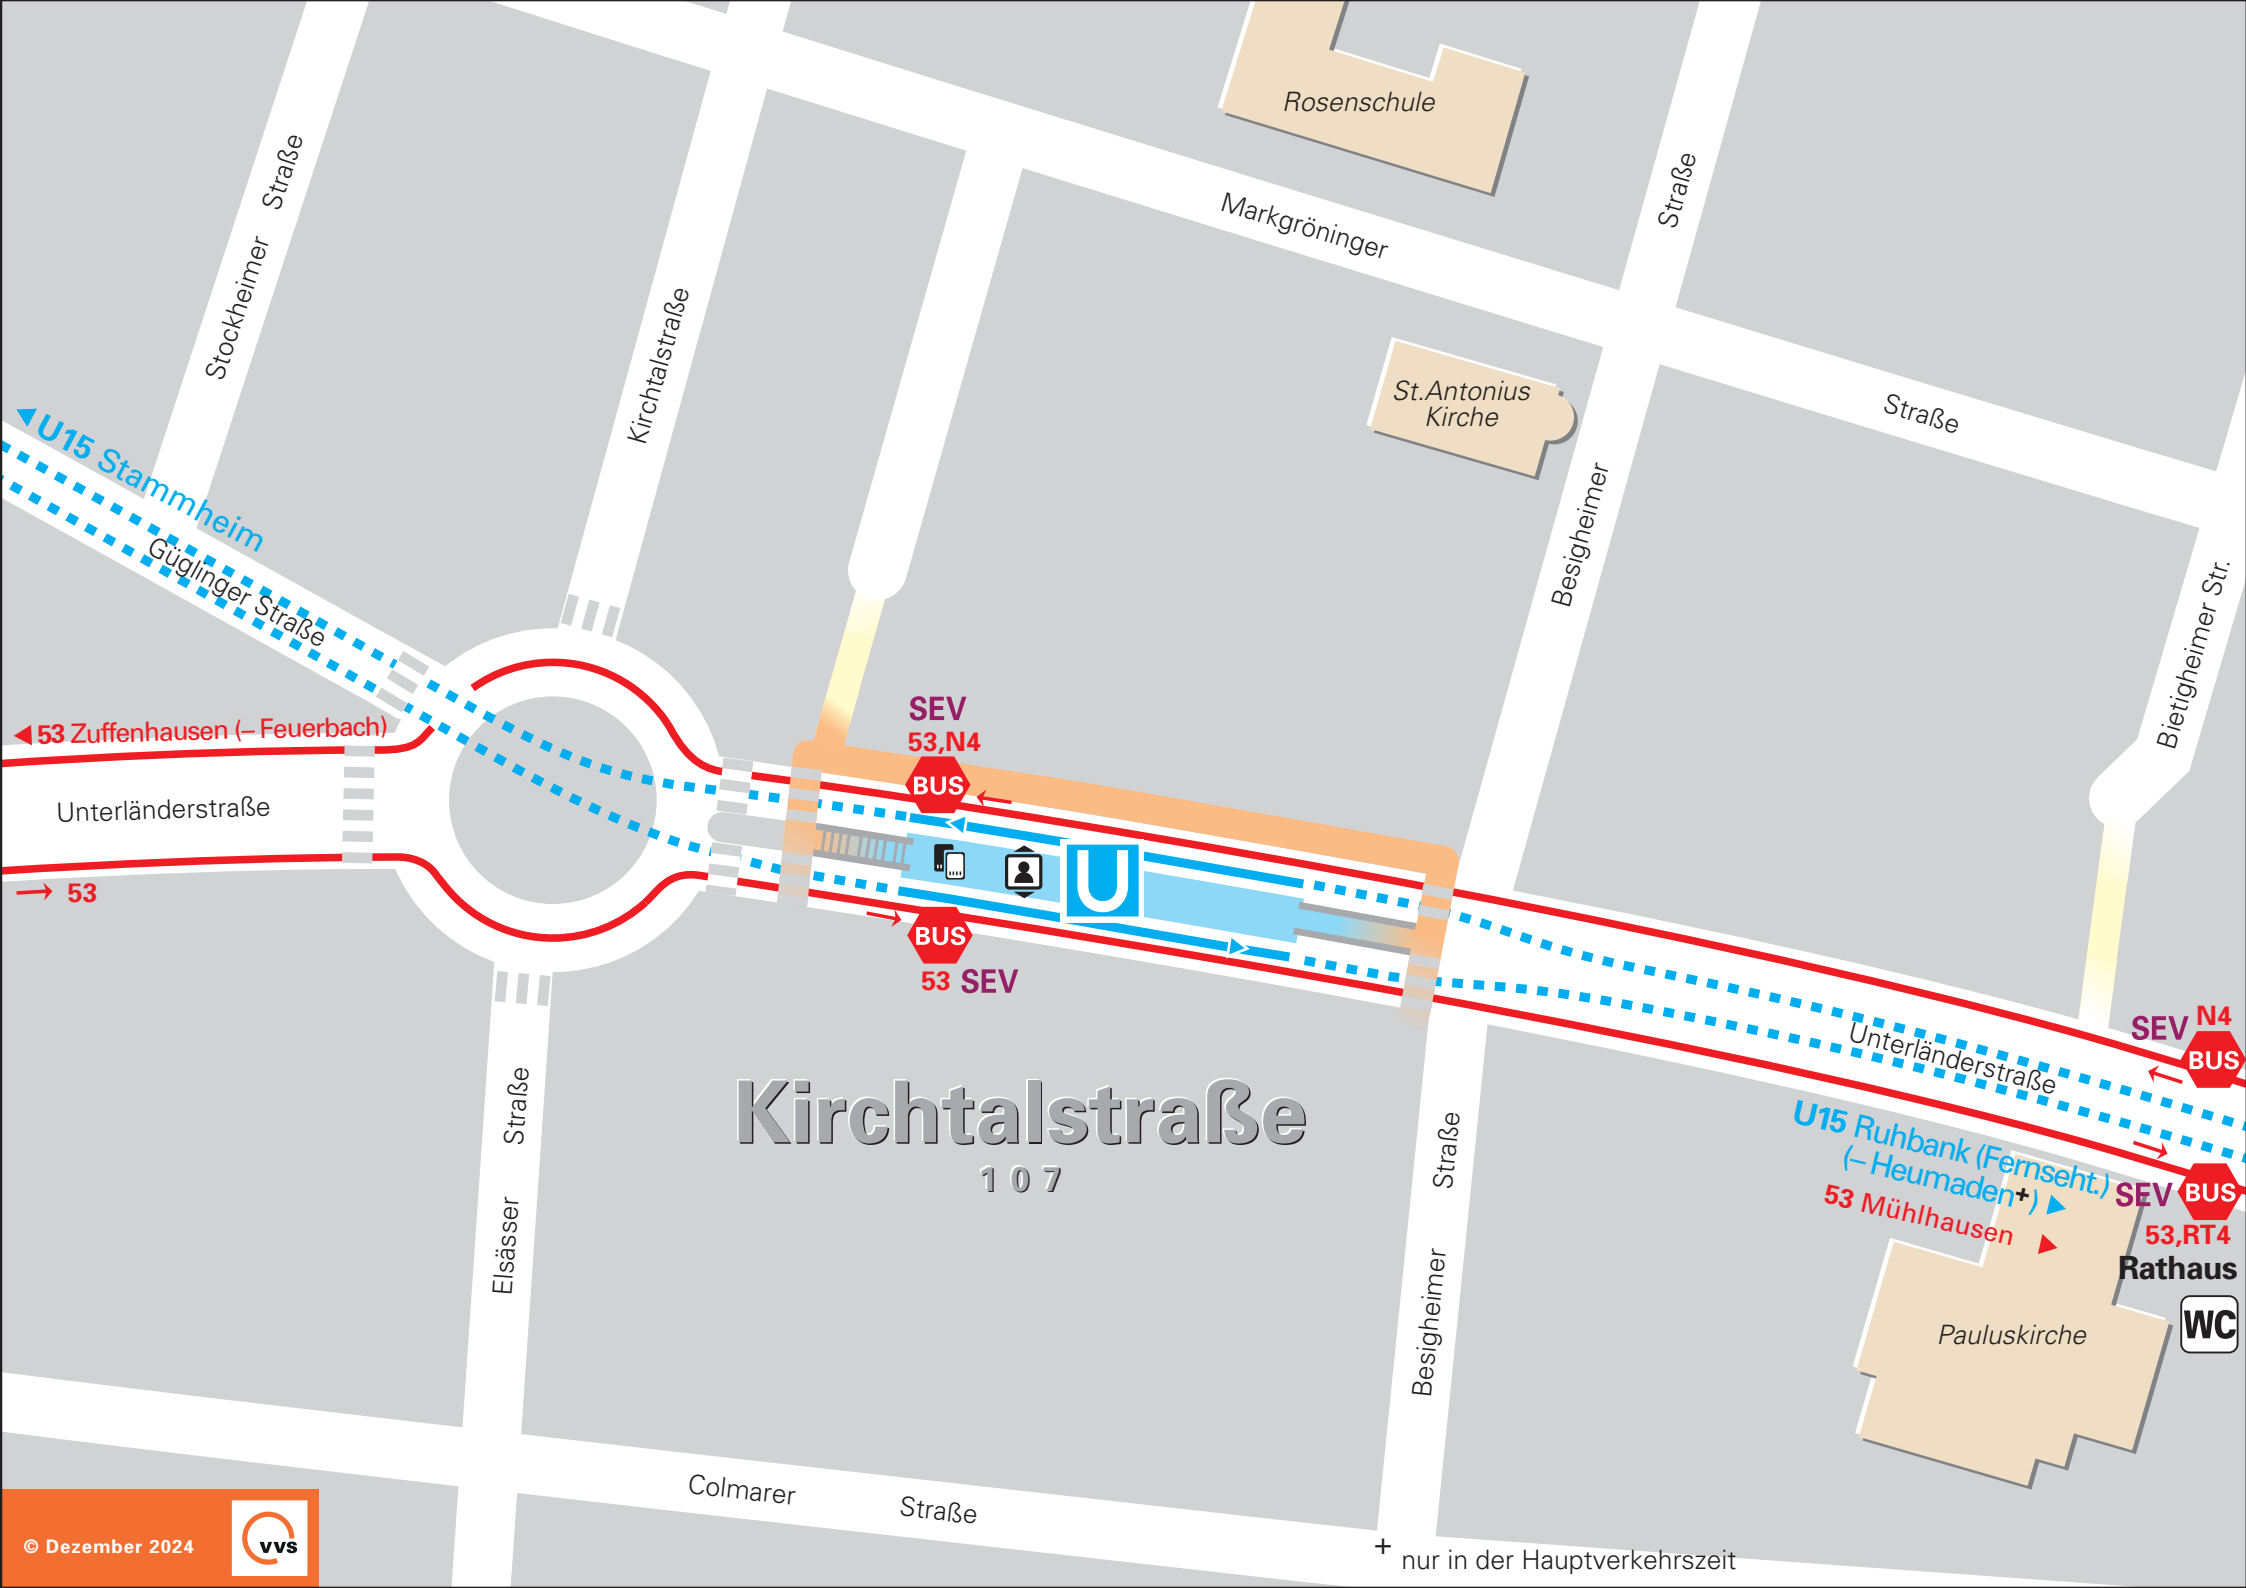 Rosenschule
Stockheimer Straße
Kirchtalstraße
Markgröninger Straße
Besigheimer Straße
St.Antonius
Kirche
Bietigheimer Str.
U15 Stammheim
Güglinger Straße
53 Zuffenhausen (– Feuerbach)
Unterländerstraße
53
SEV
53,N4
BUS
U
BUS
53 SEV
Kirchtalstraße
107
Elsässer Straße
Besigheimer Straße
Unterländerstraße
SEV N4
BUS
U15 Ruhbank (Fernseht.)
(– Heumaden+)
53 Mühlhausen
SEV BUS
53,RT4
Rathaus
WC
Pauluskirche
Colmarer Straße
+ nur in der Hauptverkehrszeit
© Dezember 2024
vvs